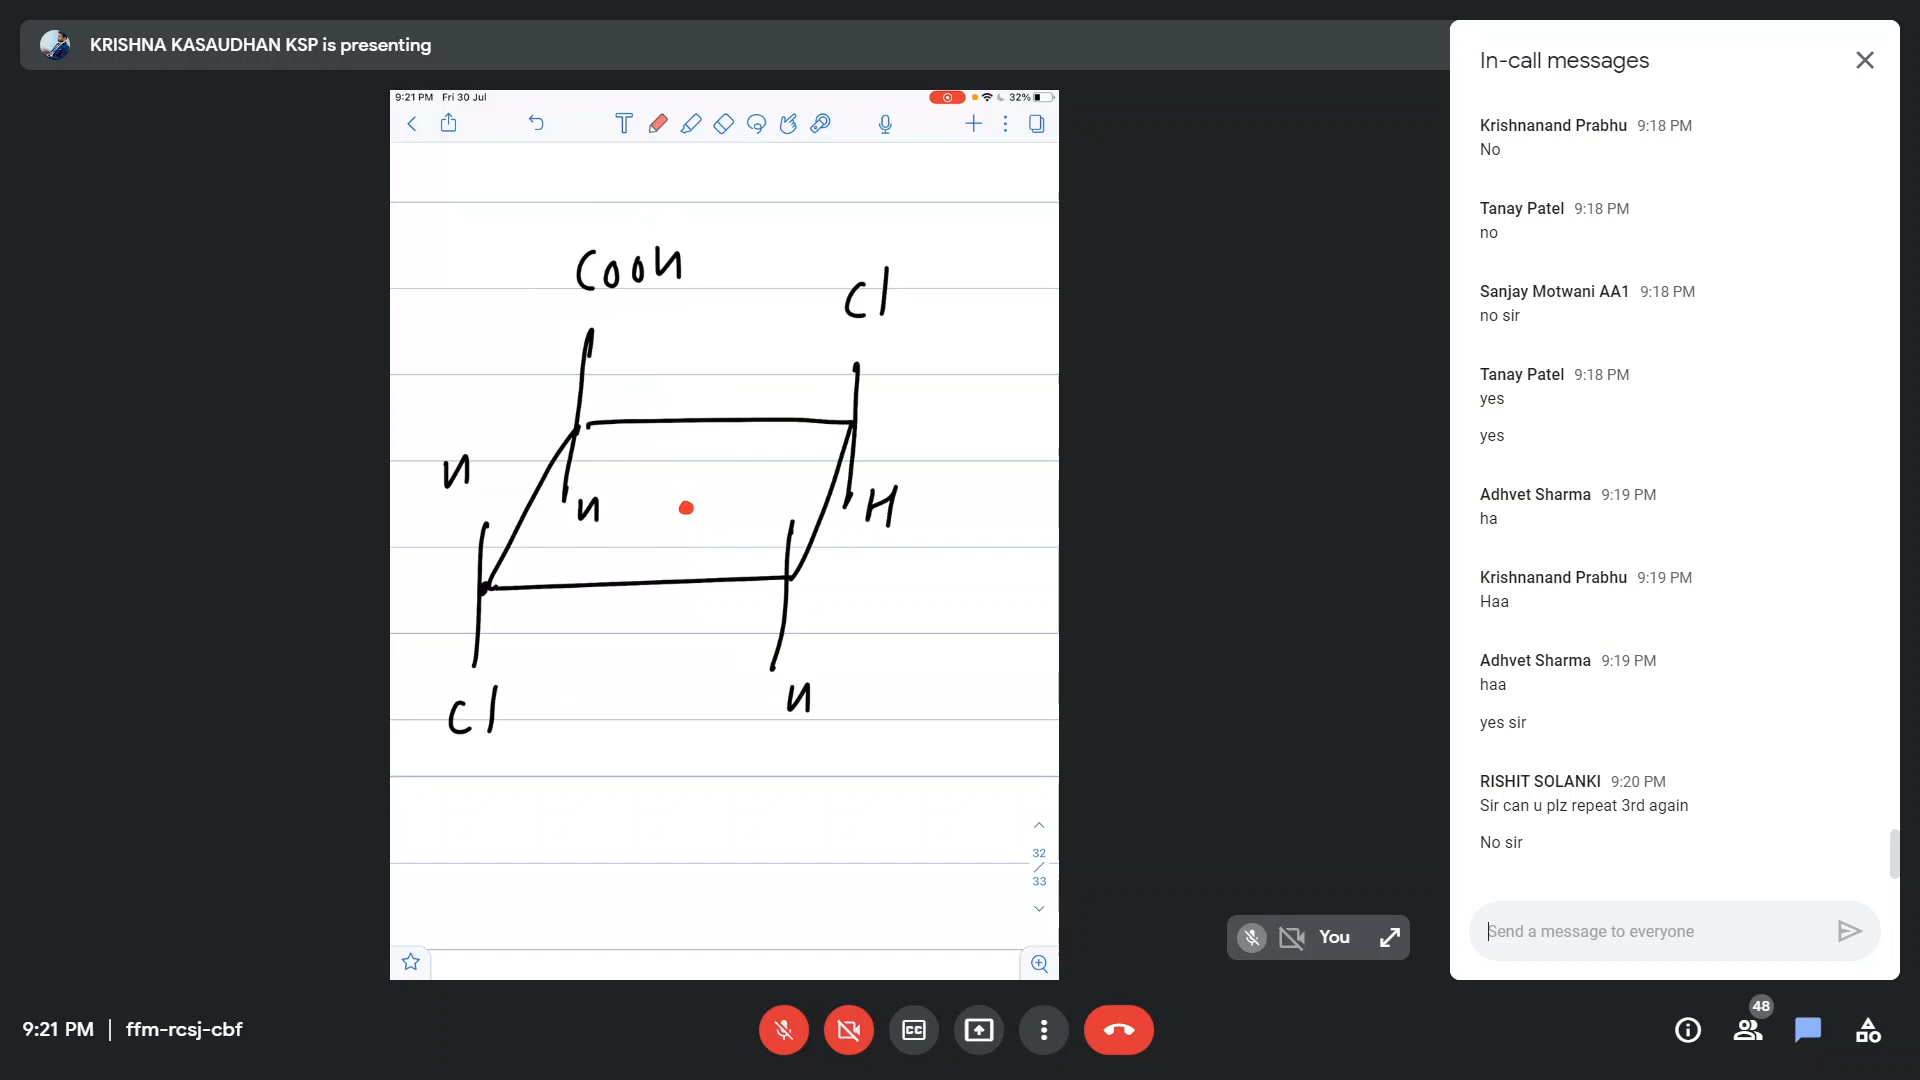 KRISHNA KASAUDHAN KSP is presenting
9:21 PM Fri 30 Jul
32%
COOH
Cl
H
H
H
Cl
H
32
33
You
9:21 PM | ffm-rcsj-cbf
In-call messages
Krishnanand Prabhu 9:18 PM
No
Tanay Patel 9:18 PM
no
Sanjay Motwani AA1 9:18 PM
no sir
Tanay Patel 9:18 PM
yes
yes
Adhvet Sharma 9:19 PM
ha
Krishnanand Prabhu 9:19 PM
Haa
Adhvet Sharma 9:19 PM
haa
yes sir
RISHIT SOLANKI 9:20 PM
Sir can u plz repeat 3rd again
No sir
Send a message to everyone
CC
48